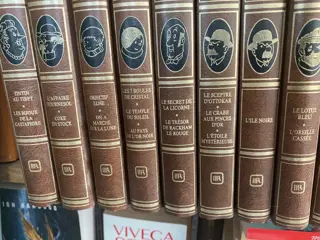 TINTIN
AU TIBET
LES BIJOUX
DE LA
CASTAFIORE
L'AFFAIRE
TOURNESOL
COKE EN STOCK
OBJECTIF
LUNE
ON A
MARCHÉ
SUR LA LUNE
LES 7 BOULES
DE CRISTAL
LE TEMPLE
DU SOLEIL
AU PAYS
DE L'OR NOIR
LE SECRET DE
LA LICORNE
LE
TRÉSOR DE
RACKHAM
LE ROUGE
LE SCEPTRE
D'OTTOKAR
LE CRABE
AUX PINCES
D'OR
L'ÉTOILE
MYSTÉRIEUSE
L'ILE NOIRE
LE LOTUS
BLEU
L'OREILLE
CASSÉE
VIVECA